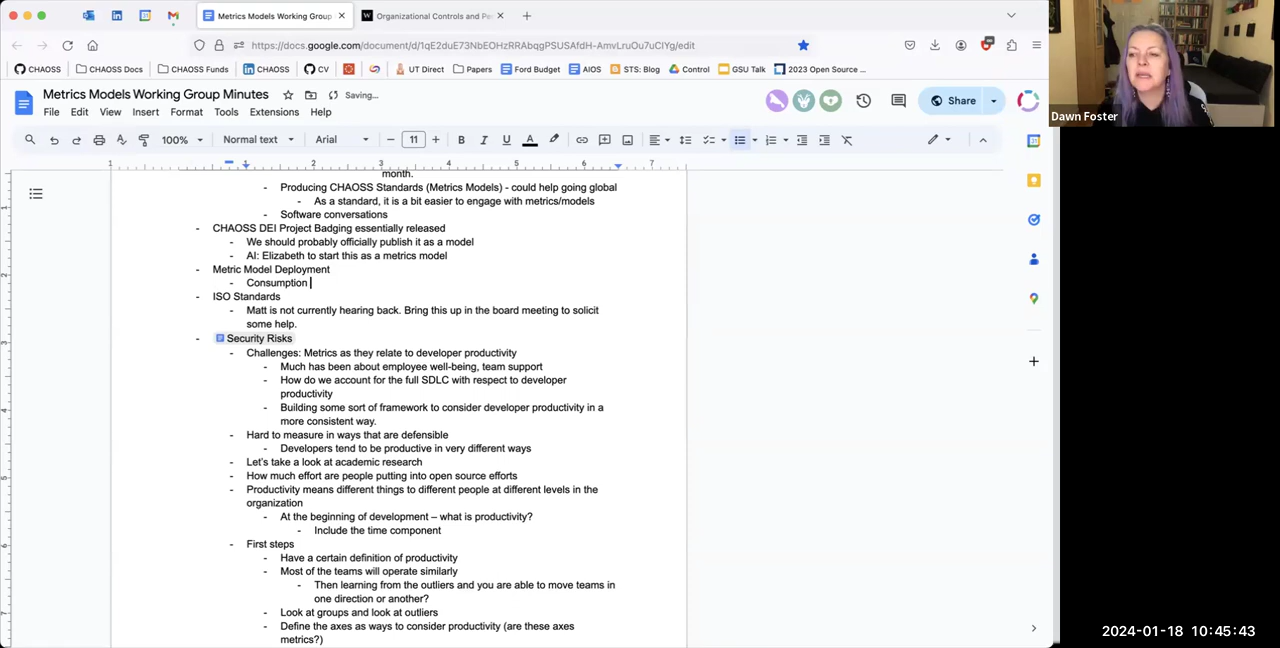 Metrics Models Working Group
Organizational Controls and Pe
https://docs.google.com/document/d/1qE2duE73NbEOHzRRAbqgPSUSAfdH-AmvLruOu7uCIYg/edit
CHAOSS
CHAOSS Docs
CHAOSS Funds
CHAOSS
CV
UT Direct
Papers
Ford Budget
AIOS
STS: Blog
Control
GSU Talk
2023 Open Source ...
Metrics Models Working Group Minutes
Saving...
File Edit View Insert Format Tools Extensions Help
Share
100% Normal text Arial 11 B I U A
1 1 2 3 4 5 6 7
month.
- Producing CHAOSS Standards (Metrics Models) - could help going global
- As a standard, it is a bit easier to engage with metrics/models
- Software conversations
- CHAOSS DEI Project Badging essentially released
- We should probably officially publish it as a model
- AI: Elizabeth to start this as a metrics model
- Metric Model Deployment
- Consumption
- ISO Standards
- Matt is not currently hearing back. Bring this up in the board meeting to solicit
some help.
- Security Risks
- Challenges: Metrics as they relate to developer productivity
- Much has been about employee well-being, team support
- How do we account for the full SDLC with respect to developer
productivity
- Building some sort of framework to consider developer productivity in a
more consistent way.
- Hard to measure in ways that are defensible
- Developers tend to be productive in very different ways
- Let's take a look at academic research
- How much effort are people putting into open source efforts
- Productivity means different things to different people at different levels in the
organization
- At the beginning of development – what is productivity?
- Include the time component
- First steps
- Have a certain definition of productivity
- Most of the teams will operate similarly
- Then learning from the outliers and you are able to move teams in
one direction or another?
- Look at groups and look at outliers
- Define the axes as ways to consider productivity (are these axes
metrics?)
Dawn Foster
2024-01-18 10:45:43